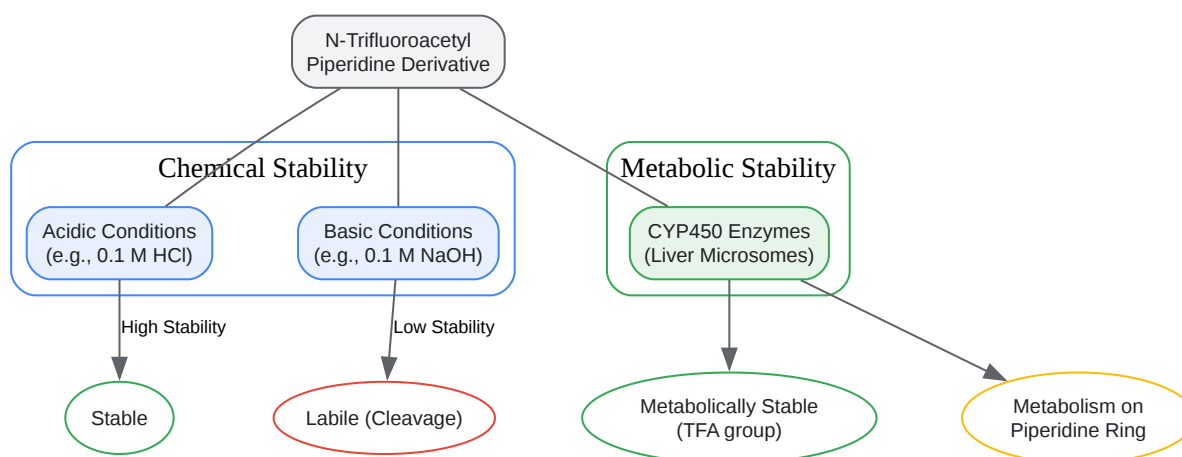 N-Trifluoroacetyl
Piperidine Derivative
Chemical Stability
Metabolic Stability
Acidic Conditions
(e.g., 0.1 M HCl)
Basic Conditions
(e.g., 0.1 M NaOH)
CYP450 Enzymes
(Liver Microsomes)
High Stability
Low Stability
Stable
Labile (Cleavage)
Metabolically Stable
(TFA group)
Metabolism on
Piperidine Ring